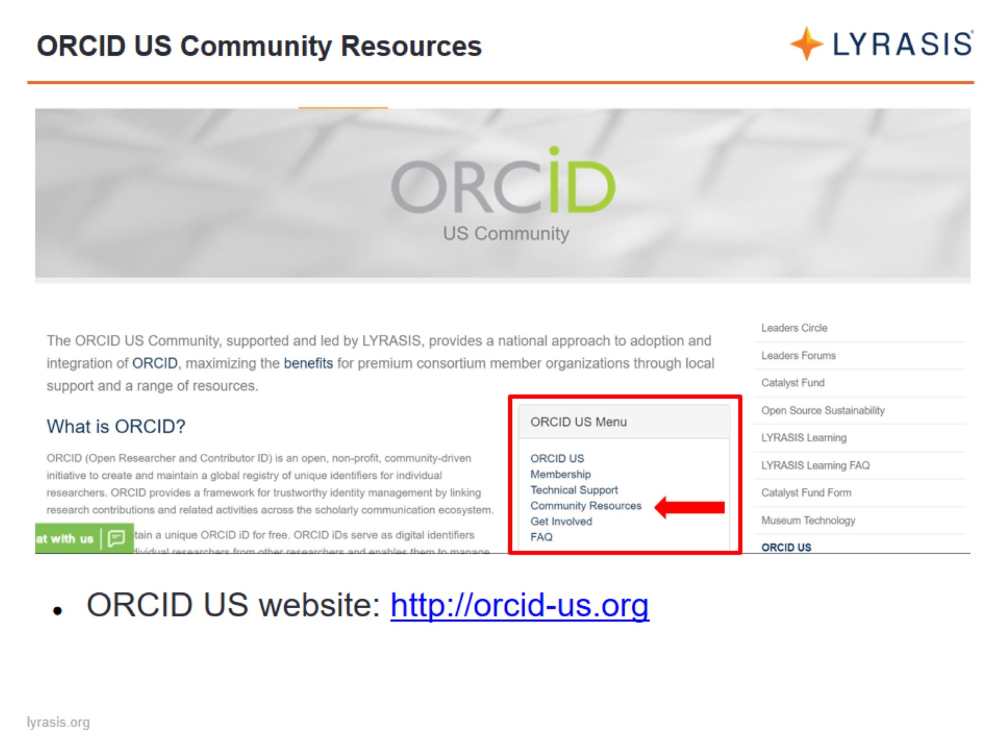 ORCID US Community Resources
LYRASIS
ORCID
US Community
The ORCID US Community, supported and led by LYRASIS, provides a national approach to adoption and
integration of ORCID, maximizing the benefits for premium consortium member organizations through local
support and a range of resources.
What is ORCID?
ORCID (Open Researcher and Contributor ID) is an open, non-profit, community-driven
initiative to create and maintain a global registry of unique identifiers for individual
researchers. ORCID provides a framework for trustworthy identity management by linking
research contributions and related activities across the scholarly communication ecosystem.
tain a unique ORCID iD for free. ORCID iDs serve as digital identifiers
dividual researchers from other researchers and enables them to manage
at with us
ORCID US Menu
ORCID US
Membership
Technical Support
Community Resources
Get Involved
FAQ
Leaders Circle
Leaders Forums
Catalyst Fund
Open Source Sustainability
LYRASIS Learning
LYRASIS Learning FAQ
Catalyst Fund Form
Museum Technology
ORCID US
• ORCID US website: http://orcid-us.org
lyrasis.org